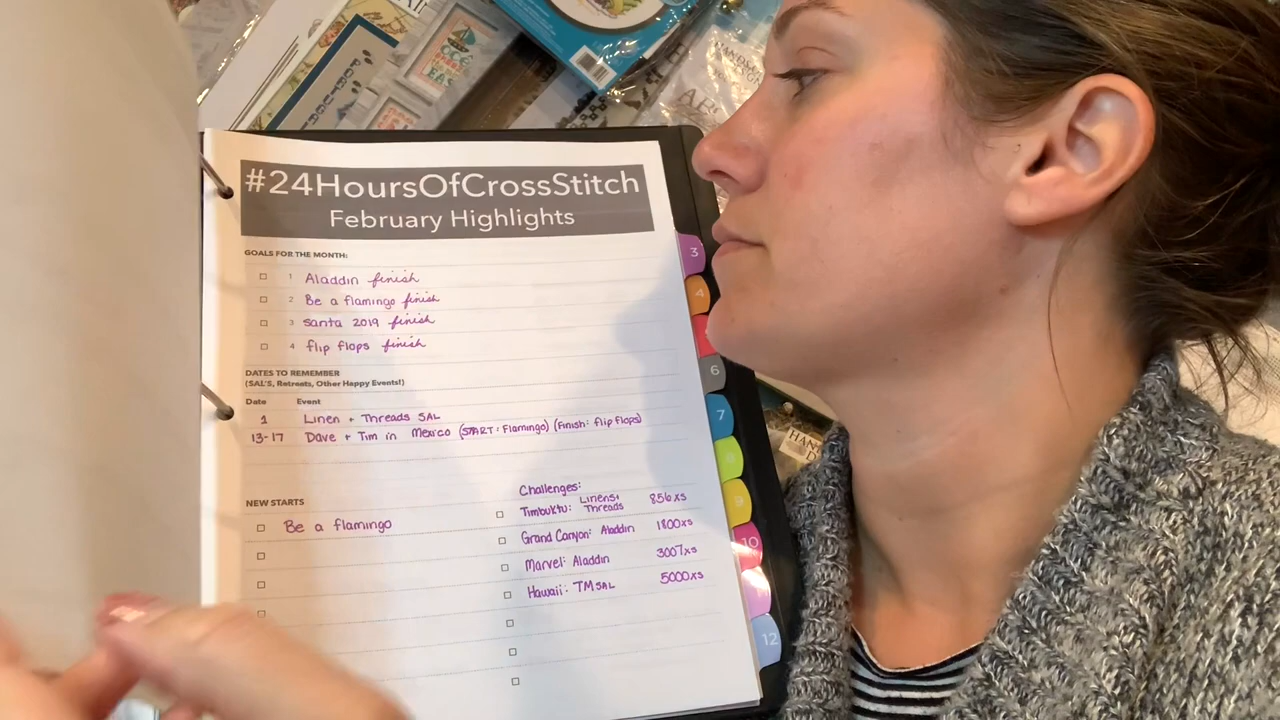 #24HoursOfCrossStitch
February Highlights
GOALS FOR THE MONTH:
1 Aladdin finish
2 Be a flamingo finish
3 Santa 2019 finish
4 flip flops finish
DATES TO REMEMBER
(SAL'S, Retreats, Other Happy Events!)
Date Event
1 Linen + Threads SAL
13-17 Dave + Tim in Mexico (START: Flamingo) (Finish: flip flops)
NEW STARTS
Be a flamingo
Challenges:
Timbuktu: Linens+ Threads 856xs
Grand Canyon: Aladdin 1800xs
Marvel: Aladdin 3007xs
Hawaii: TMSAL 5000xs
3
4
6
7
8
9
10
12